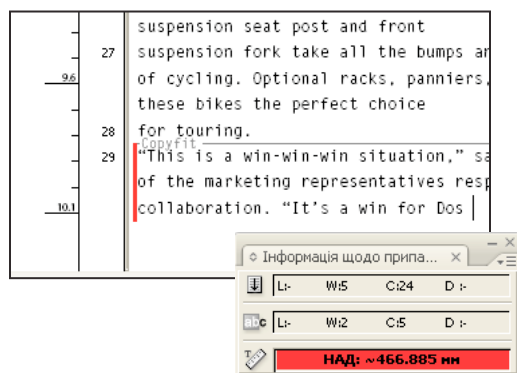 suspension seat post and front
27 suspension fork take all the bumps
9.6 of cycling. Optional racks, panniers,
these bikes the perfect choice
28 for touring.
Copyfit
29 “This is a win-win-win situation,”
of the marketing representatives
10.1 collaboration. “It’s a win for Dos
Інформація щодо припа...
L:- W:5 C:24 D :-
abc L:- W:2 C:5 D :-
НАД: ~466.885 мм